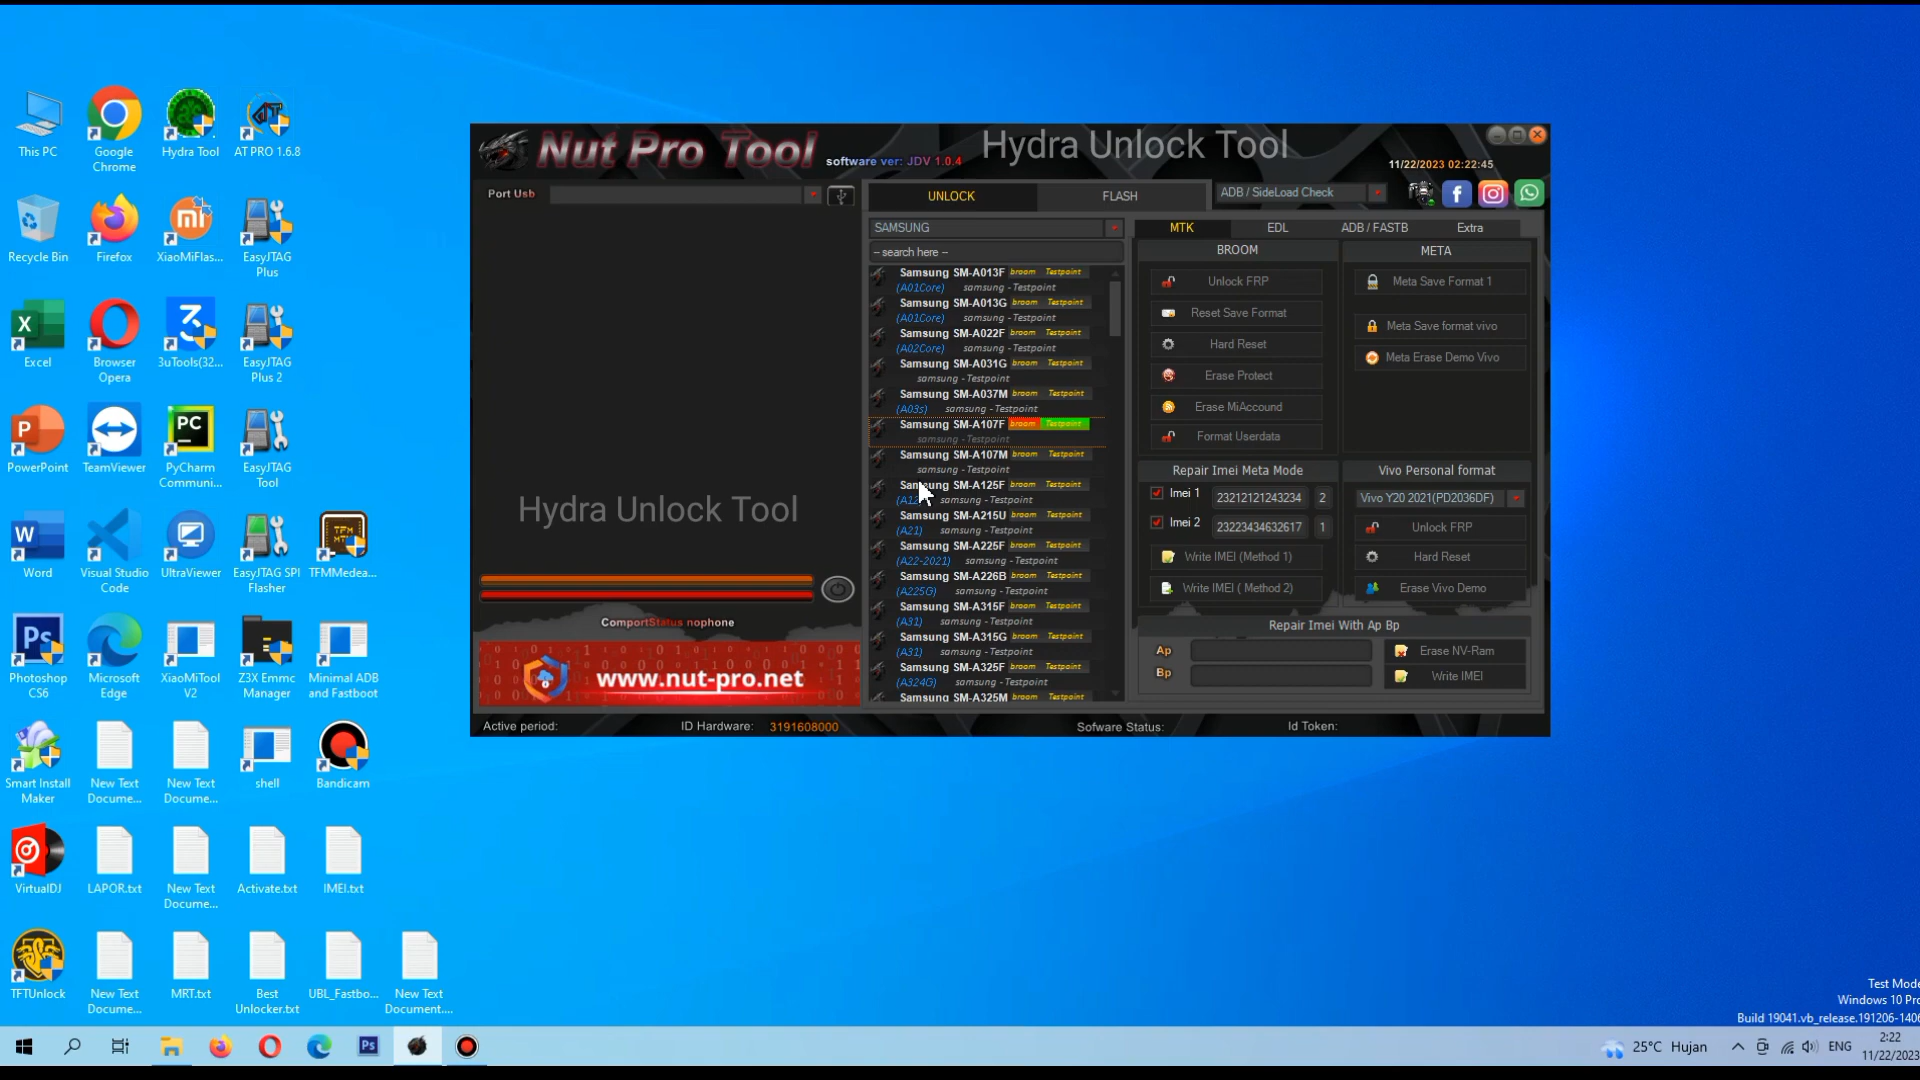 This PC
Google
Chrome
Hydra Tool
AT PRO 1.6.8
Recycle Bin
Firefox
XiaoMiFlas...
EasyJTAG
Plus
Excel
Browser
Opera
3uTools(32...
EasyJTAG
Plus 2
PowerPoint
TeamViewer
PyCharm
Communi...
EasyJTAG
Tool
Word
Visual Studio
Code
UltraViewer
EasyJTAG SPI
Flasher
TFMMedea...
Photoshop
CS6
Microsoft
Edge
XiaoMiTool
V2
Z3X Emmc
Manager
Minimal ADB
and Fastboot
Smart Install
Maker
New Text
Docume...
New Text
Docume...
shell
Bandicam
VirtualDJ
LAPOR.txt
New Text
Docume...
Activate.txt
IMEI.txt
TFTUnlock
New Text
Docume...
MRT.txt
Best
Unlocker.txt
UBL_Fastbo...
New Text
Document....
Nut Pro Tool
software ver: JDV 1.0.4
Hydra Unlock Tool
11/22/2023 02:22:45
Port Usb
Hydra Unlock Tool
ComportStatus nophone
www.nut-pro.net
UNLOCK
FLASH
ADB / SideLoad Check
SAMSUNG
-- search here --
Samsung SM-A013F broom Testpoint
(A01Core) samsung - Testpoint
Samsung SM-A013G broom Testpoint
(A01Core) samsung - Testpoint
Samsung SM-A022F broom Testpoint
(A02Core) samsung - Testpoint
Samsung SM-A031G broom Testpoint
samsung - Testpoint
Samsung SM-A037M broom Testpoint
(A03s) samsung - Testpoint
Samsung SM-A107F broom Testpoint
samsung - Testpoint
Samsung SM-A107M broom Testpoint
samsung - Testpoint
Samsung SM-A125F broom Testpoint
samsung - Testpoint
Samsung SM-A215U broom Testpoint
(A21) samsung - Testpoint
Samsung SM-A225F broom Testpoint
(A22-2021) samsung - Testpoint
Samsung SM-A226B broom Testpoint
(A225G) samsung - Testpoint
Samsung SM-A315F broom Testpoint
(A31) samsung - Testpoint
Samsung SM-A315G broom Testpoint
(A31) samsung - Testpoint
Samsung SM-A325F broom Testpoint
(A324G) samsung - Testpoint
Samsung SM-A325M broom Testpoint
MTK
EDL
ADB / FASTB
Extra
BROOM
Unlock FRP
Reset Save Format
Hard Reset
Erase Protect
Erase MiAccound
Format Userdata
META
Meta Save Format 1
Meta Save format vivo
Meta Erase Demo Vivo
Repair Imei Meta Mode
Imei 1 23212121243234 2
Imei 2 23223434632617 1
Write IMEI (Method 1)
Write IMEI ( Method 2)
Vivo Personal format
Vivo Y20 2021(PD2036DF)
Unlock FRP
Hard Reset
Erase Vivo Demo
Repair Imei With Ap Bp
Ap
Bp
Erase NV-Ram
Write IMEI
Active period:
ID Hardware: 3191608000
Sofware Status:
Id Token:
Test Mode
Windows 10 Pro
Build 19041.vb_release.191206-1406
25°C Hujan
ENG
2:22
11/22/2023